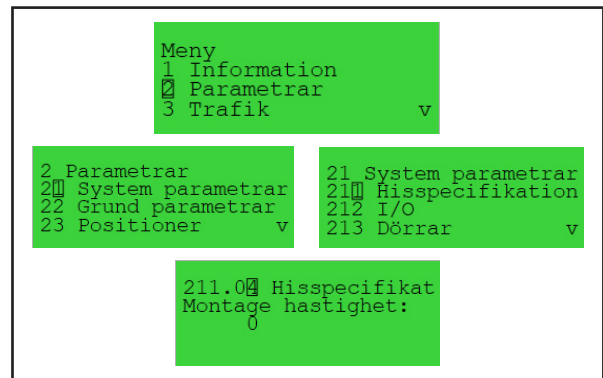 Meny
1 Information
2 Parametrar
3 Trafik v
2 Parametrar
21 System parametrar
22 Grund parametrar
23 Positioner v
21 System parametrar
211 Hisspecifikation
212 I/O
213 Dörrar v
211.04 Hisspecifikat
Montage hastighet:
0